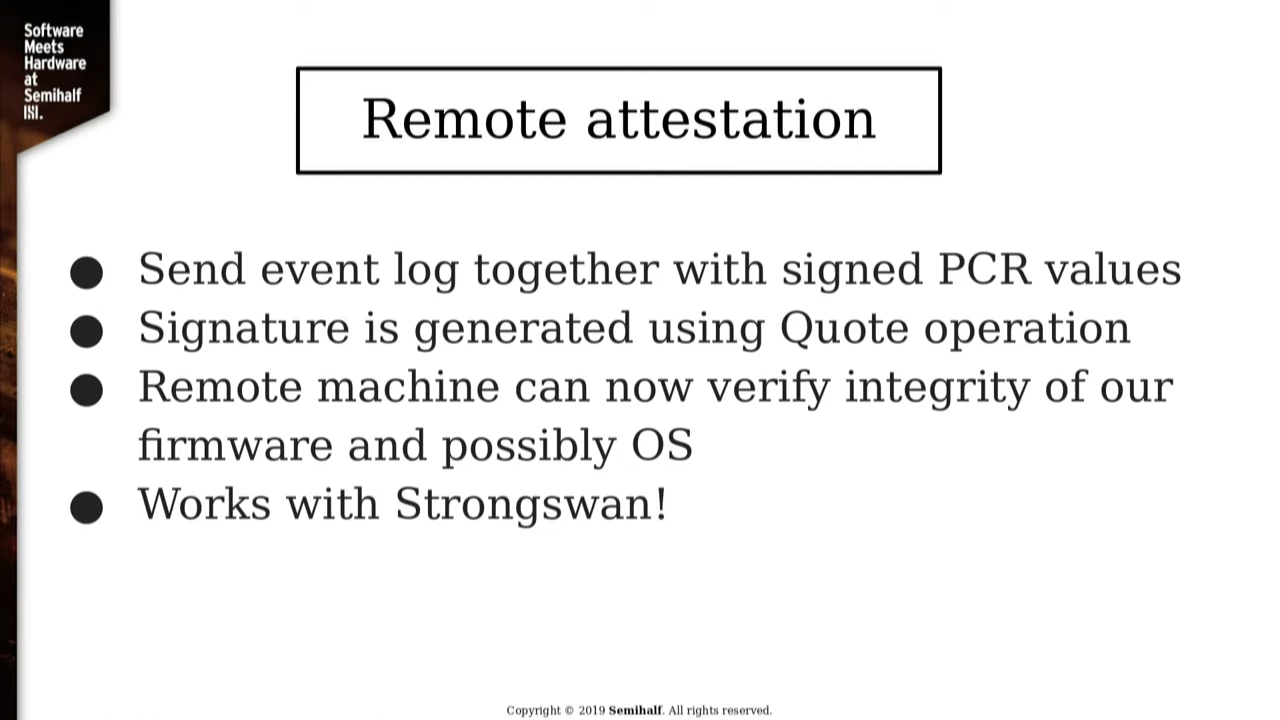 Software
Meets
Hardware
at
Semihalf
Remote attestation
● Send event log together with signed PCR values
● Signature is generated using Quote operation
● Remote machine can now verify integrity of our
firmware and possibly OS
● Works with Strongswan!
Copyright © 2019 Semihalf. All rights reserved.